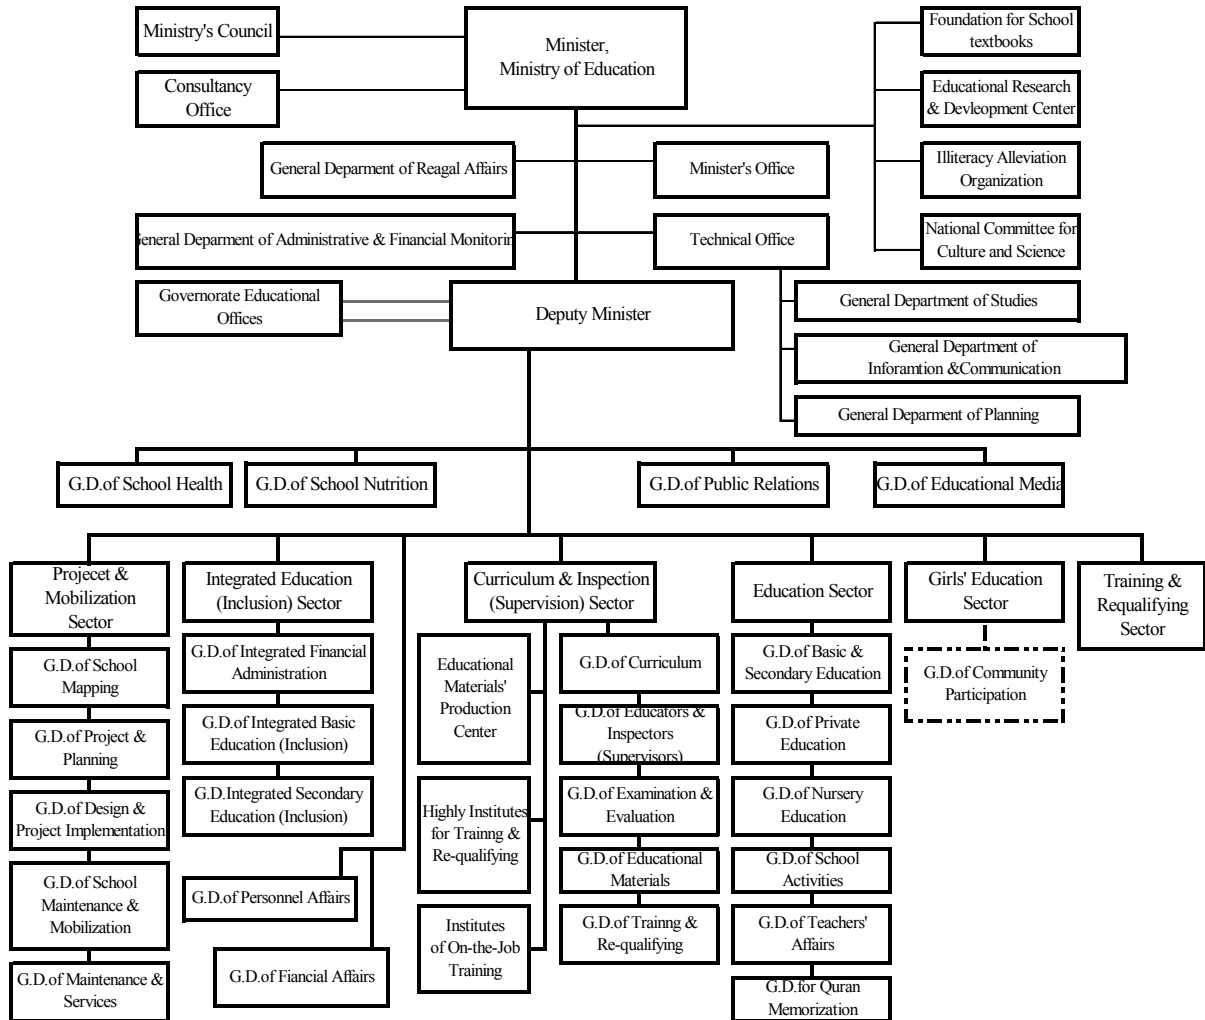 Ministry's Council
Minister,
Ministry of Education
Foundation for School
textbooks
Consultancy
Office
Educational Research
& Devleopment Center
General Deparment of Reagal Affairs
Minister's Office
Illiteracy Alleviation
Organization
General Deparment of Administrative & Financial Monitorin
Technical Office
National Committee for
Culture and Science
Governorate Educational
Offices
Deputy Minister
General Department of Studies
General Department of
Inforamtion &Communication
General Deparment of Planning
G.D.of School Health
G.D.of School Nutrition
G.D.of Public Relations
G.D.of Educational Media
Projecet &
Mobilization
Sector
G.D.of School
Mapping
G.D.of Project &
Planning
G.D.of Design &
Project Implementation
G.D.of School
Maintenance &
Mobilization
G.D.of Maintenance &
Services
Integrated Education
(Inclusion) Sector
G.D.of Integrated Financial
Administration
G.D.of Integrated Basic
Education (Inclusion)
G.D.Integrated Secondary
Education (Inclusion)
G.D.of Personnel Affairs
G.D.of Fiancial Affairs
Curriculum & Inspection
(Supervision) Sector
Educational
Materials'
Production
Center
Highly Institutes
for Trainng &
Re-qualifying
Institutes
of On-the-Job
Training
G.D.of Curriculum
G.D.of Educators &
Inspectors
(Supervisors)
G.D.of Examination &
Evaluation
G.D.of Educational
Materials
G.D.of Trainng &
Re-qualifying
Education Sector
G.D.of Basic &
Secondary Education
G.D.of Private
Education
G.D.of Nursery
Education
G.D.of School
Activities
G.D.of Teachers'
Affairs
G.D.for Quran
Memorization
Girls' Education
Sector
G.D.of Community
Participation
Training &
Requalifying
Sector